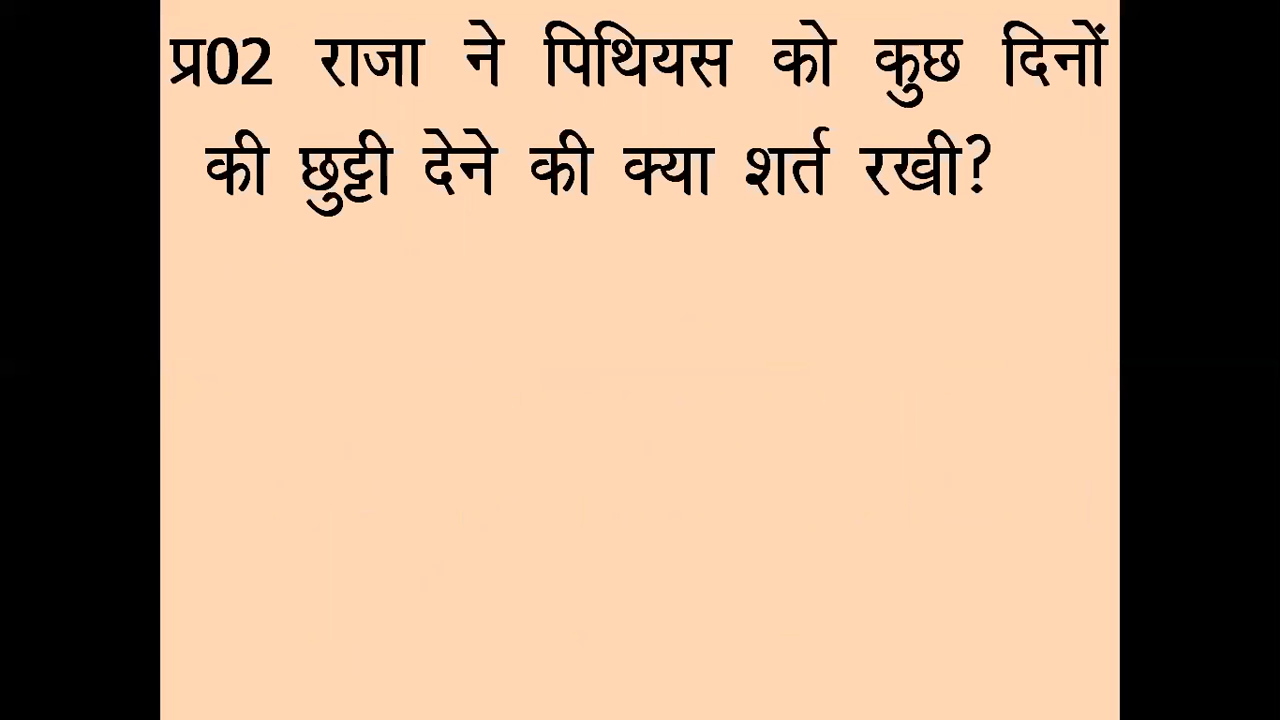 प्र02 राजा ने पिथियस को कुछ दिनों
की छुट्टी देने की क्या शर्त रखी?